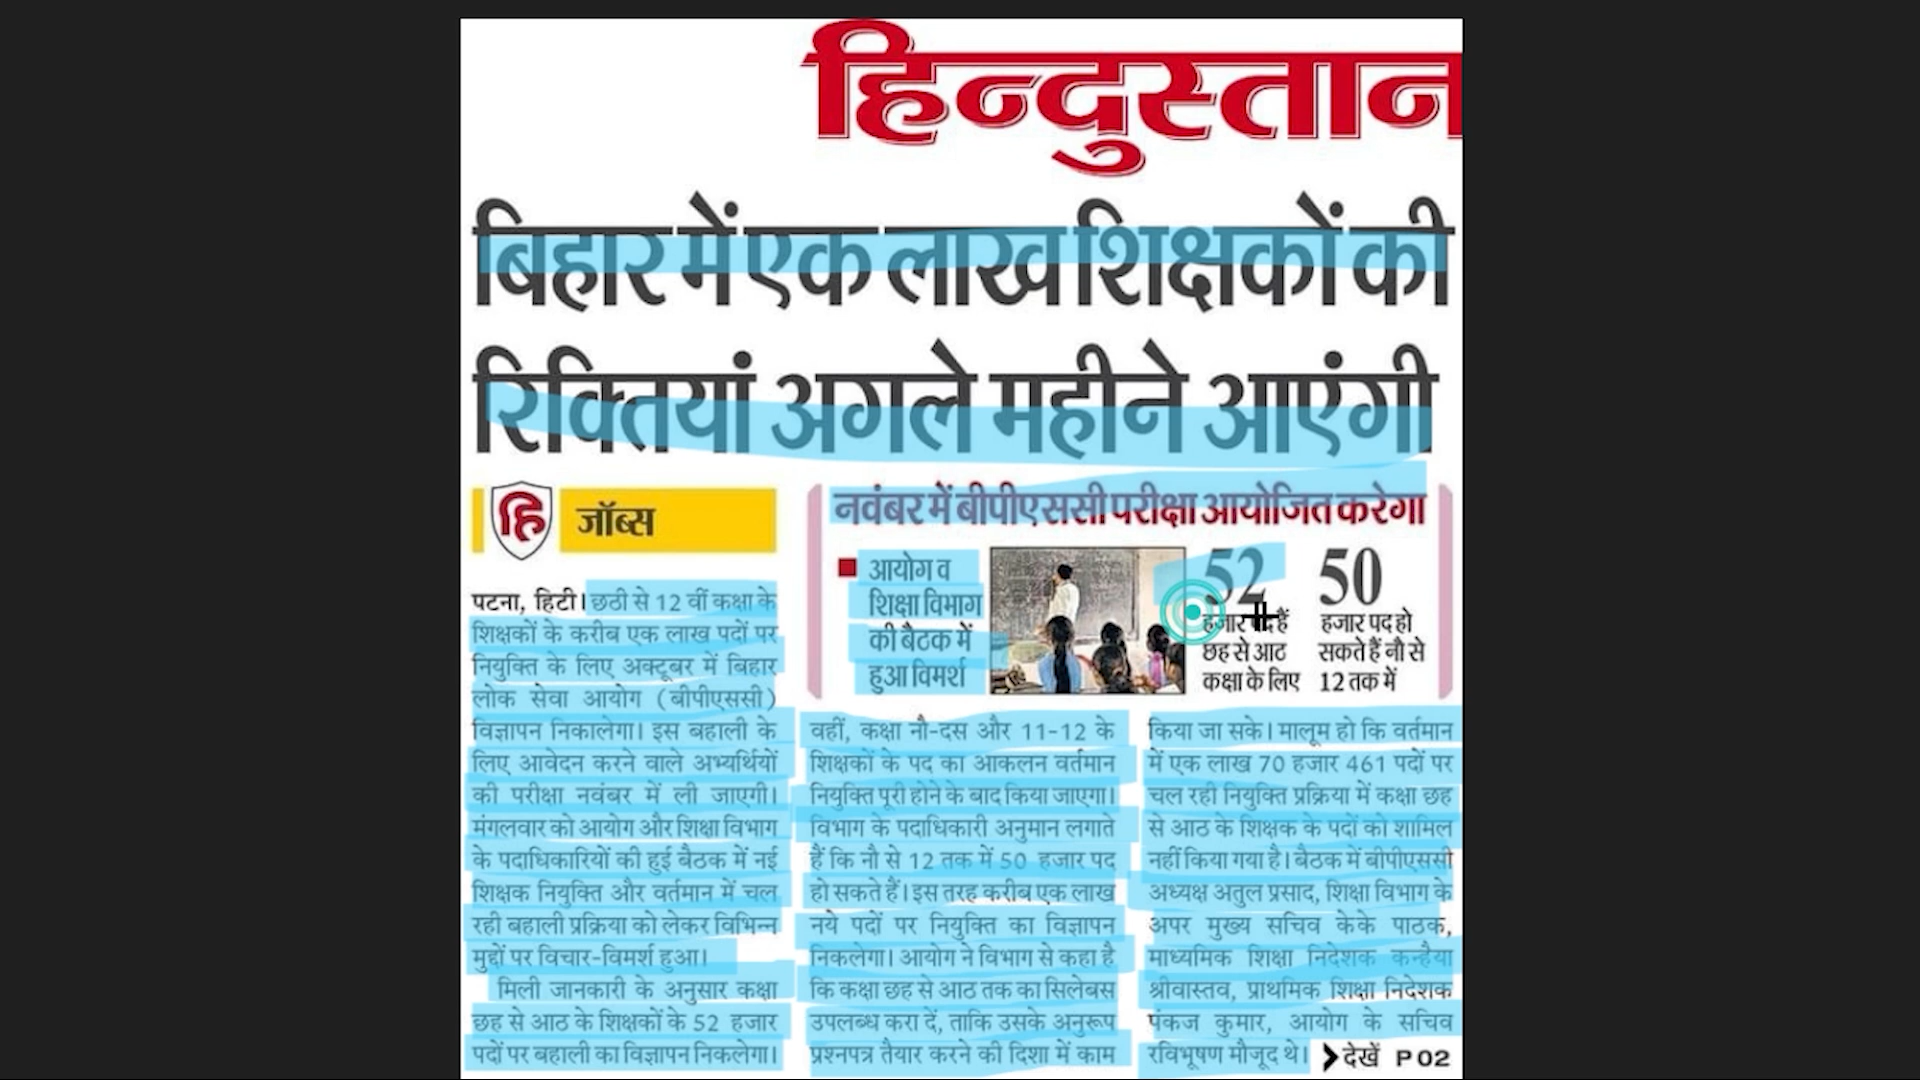 हिन्दुस्तान
बिहार में एक लाख शिक्षकों की
रिक्तियां अगले महीने आएंगी
हि जॉब्स
पटना, हिटी। छठी से 12 वीं कक्षा के
शिक्षकों के करीब एक लाख पदों पर
नियुक्ति के लिए अक्टूबर में बिहार
लोक सेवा आयोग (बीपीएससी)
विज्ञापन निकालेगा। इस बहाली के
लिए आवेदन करने वाले अभ्यर्थियों
की परीक्षा नवंबर में ली जाएगी।
मंगलवार को आयोग और शिक्षा विभाग
के पदाधिकारियों की हुई बैठक में नई
शिक्षक नियुक्ति और वर्तमान में चल
रही बहाली प्रक्रिया को लेकर विभिन्न
मुद्दों पर विचार-विमर्श हुआ।
मिली जानकारी के अनुसार कक्षा
छह से आठ के शिक्षकों के 52 हजार
पदों पर बहाली का विज्ञापन निकलेगा।
नवंबर में बीपीएससी परीक्षा आयोजित करेगा
आयोग व
शिक्षा विभाग
की बैठक में
हुआ विमर्श
52
हजार पद हैं
छह से आठ
कक्षा के लिए
50
हजार पद हो
सकते हैं नौ से
12 तक में
वहीं, कक्षा नौ-दस और 11-12 के
शिक्षकों के पद का आकलन वर्तमान
नियुक्ति पूरी होने के बाद किया जाएगा।
विभाग के पदाधिकारी अनुमान लगाते
हैं कि नौ से 12 तक में 50 हजार पद
हो सकते हैं। इस तरह करीब एक लाख
नये पदों पर नियुक्ति का विज्ञापन
निकलेगा। आयोग ने विभाग से कहा है
कि कक्षा छह से आठ तक का सिलेबस
उपलब्ध करा दें, ताकि उसके अनुरूप
प्रश्नपत्र तैयार करने की दिशा में काम
किया जा सके। मालूम हो कि वर्तमान
में एक लाख 70 हजार 461 पदों पर
चल रही नियुक्ति प्रक्रिया में कक्षा छह
से आठ के शिक्षक के पदों को शामिल
नहीं किया गया है। बैठक में बीपीएससी
अध्यक्ष अतुल प्रसाद, शिक्षा विभाग के
अपर मुख्य सचिव केके पाठक,
माध्यमिक शिक्षा निदेशक कन्हैया
श्रीवास्तव, प्राथमिक शिक्षा निदेशक
पंकज कुमार, आयोग के सचिव
रविभूषण मौजूद थे। देखें P 02